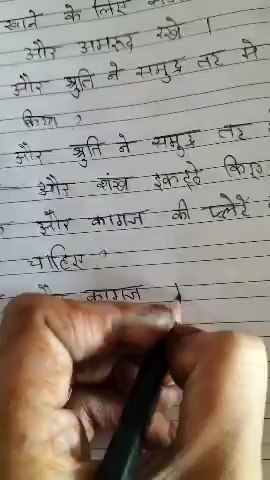 खाने के लिए
और अमरूद रखे ।
और श्रुति ने समुद्र तट में
किया ?
और श्रुति ने समुद्र तट
और शंख इकट्ठे किए
और कागज की प्लेटें
चाहिए ?
कागज ।